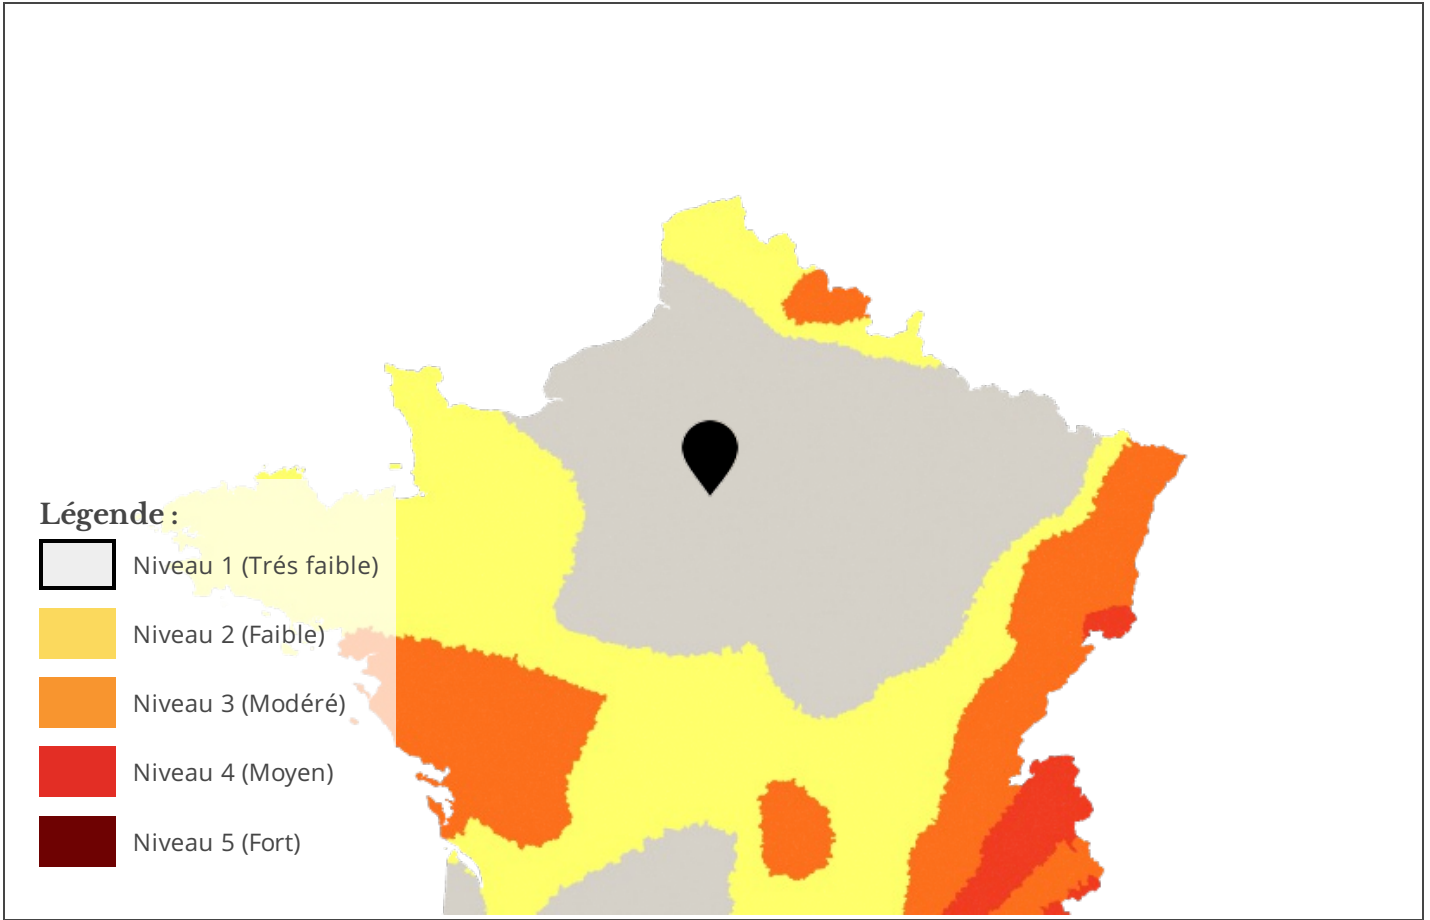 Légende :
Niveau 1 (Trés faible)
Niveau 2 (Faible)
Niveau 3 (Modéré)
Niveau 4 (Moyen)
Niveau 5 (Fort)